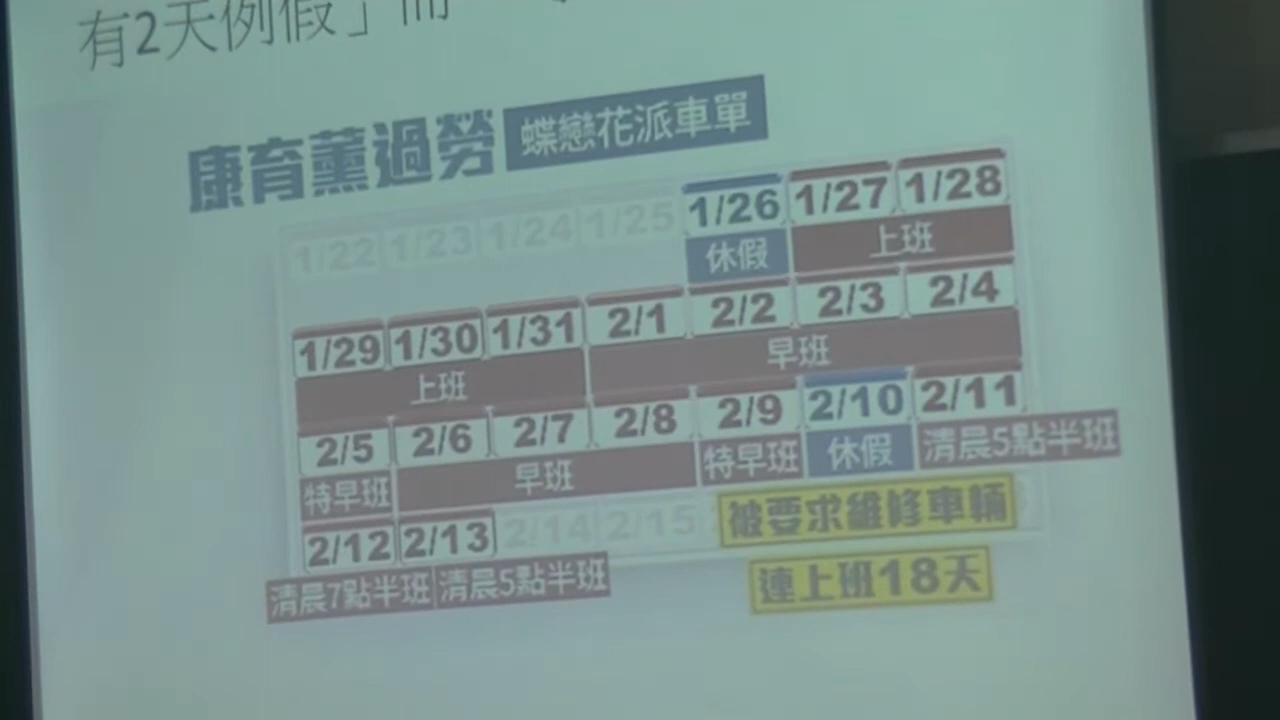 有2天例假」而
康育薰過勞 蝶戀花派車單
1/22 1/23 1/24 1/25 1/26 1/27 1/28
休假 上班
1/29 1/30 1/31 2/1 2/2 2/3 2/4
上班 早班
2/5 2/6 2/7 2/8 2/9 2/10 2/11
特早班 早班 特早班 休假 清晨5點半班
2/12 2/13 2/14 2/15 被要求維修車輛
清晨7點半班 清晨5點半班 連上班18天